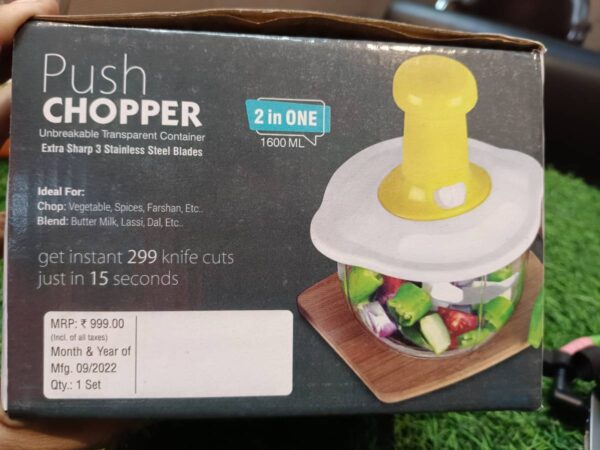 Push
CHOPPER
Unbreakable Transparent Container
Extra Sharp 3 Stainless Steel Blades
2 in ONE
1600 ML
Ideal For:
Chop: Vegetable, Spices, Farshan, Etc..
Blend: Butter Milk, Lassi, Dal, Etc..
get instant 299 knife cuts
just in 15 seconds
MRP: ₹ 999.00
(Incl. of all taxes)
Month & Year of
Mfg. 09/2022
Qty.: 1 Set